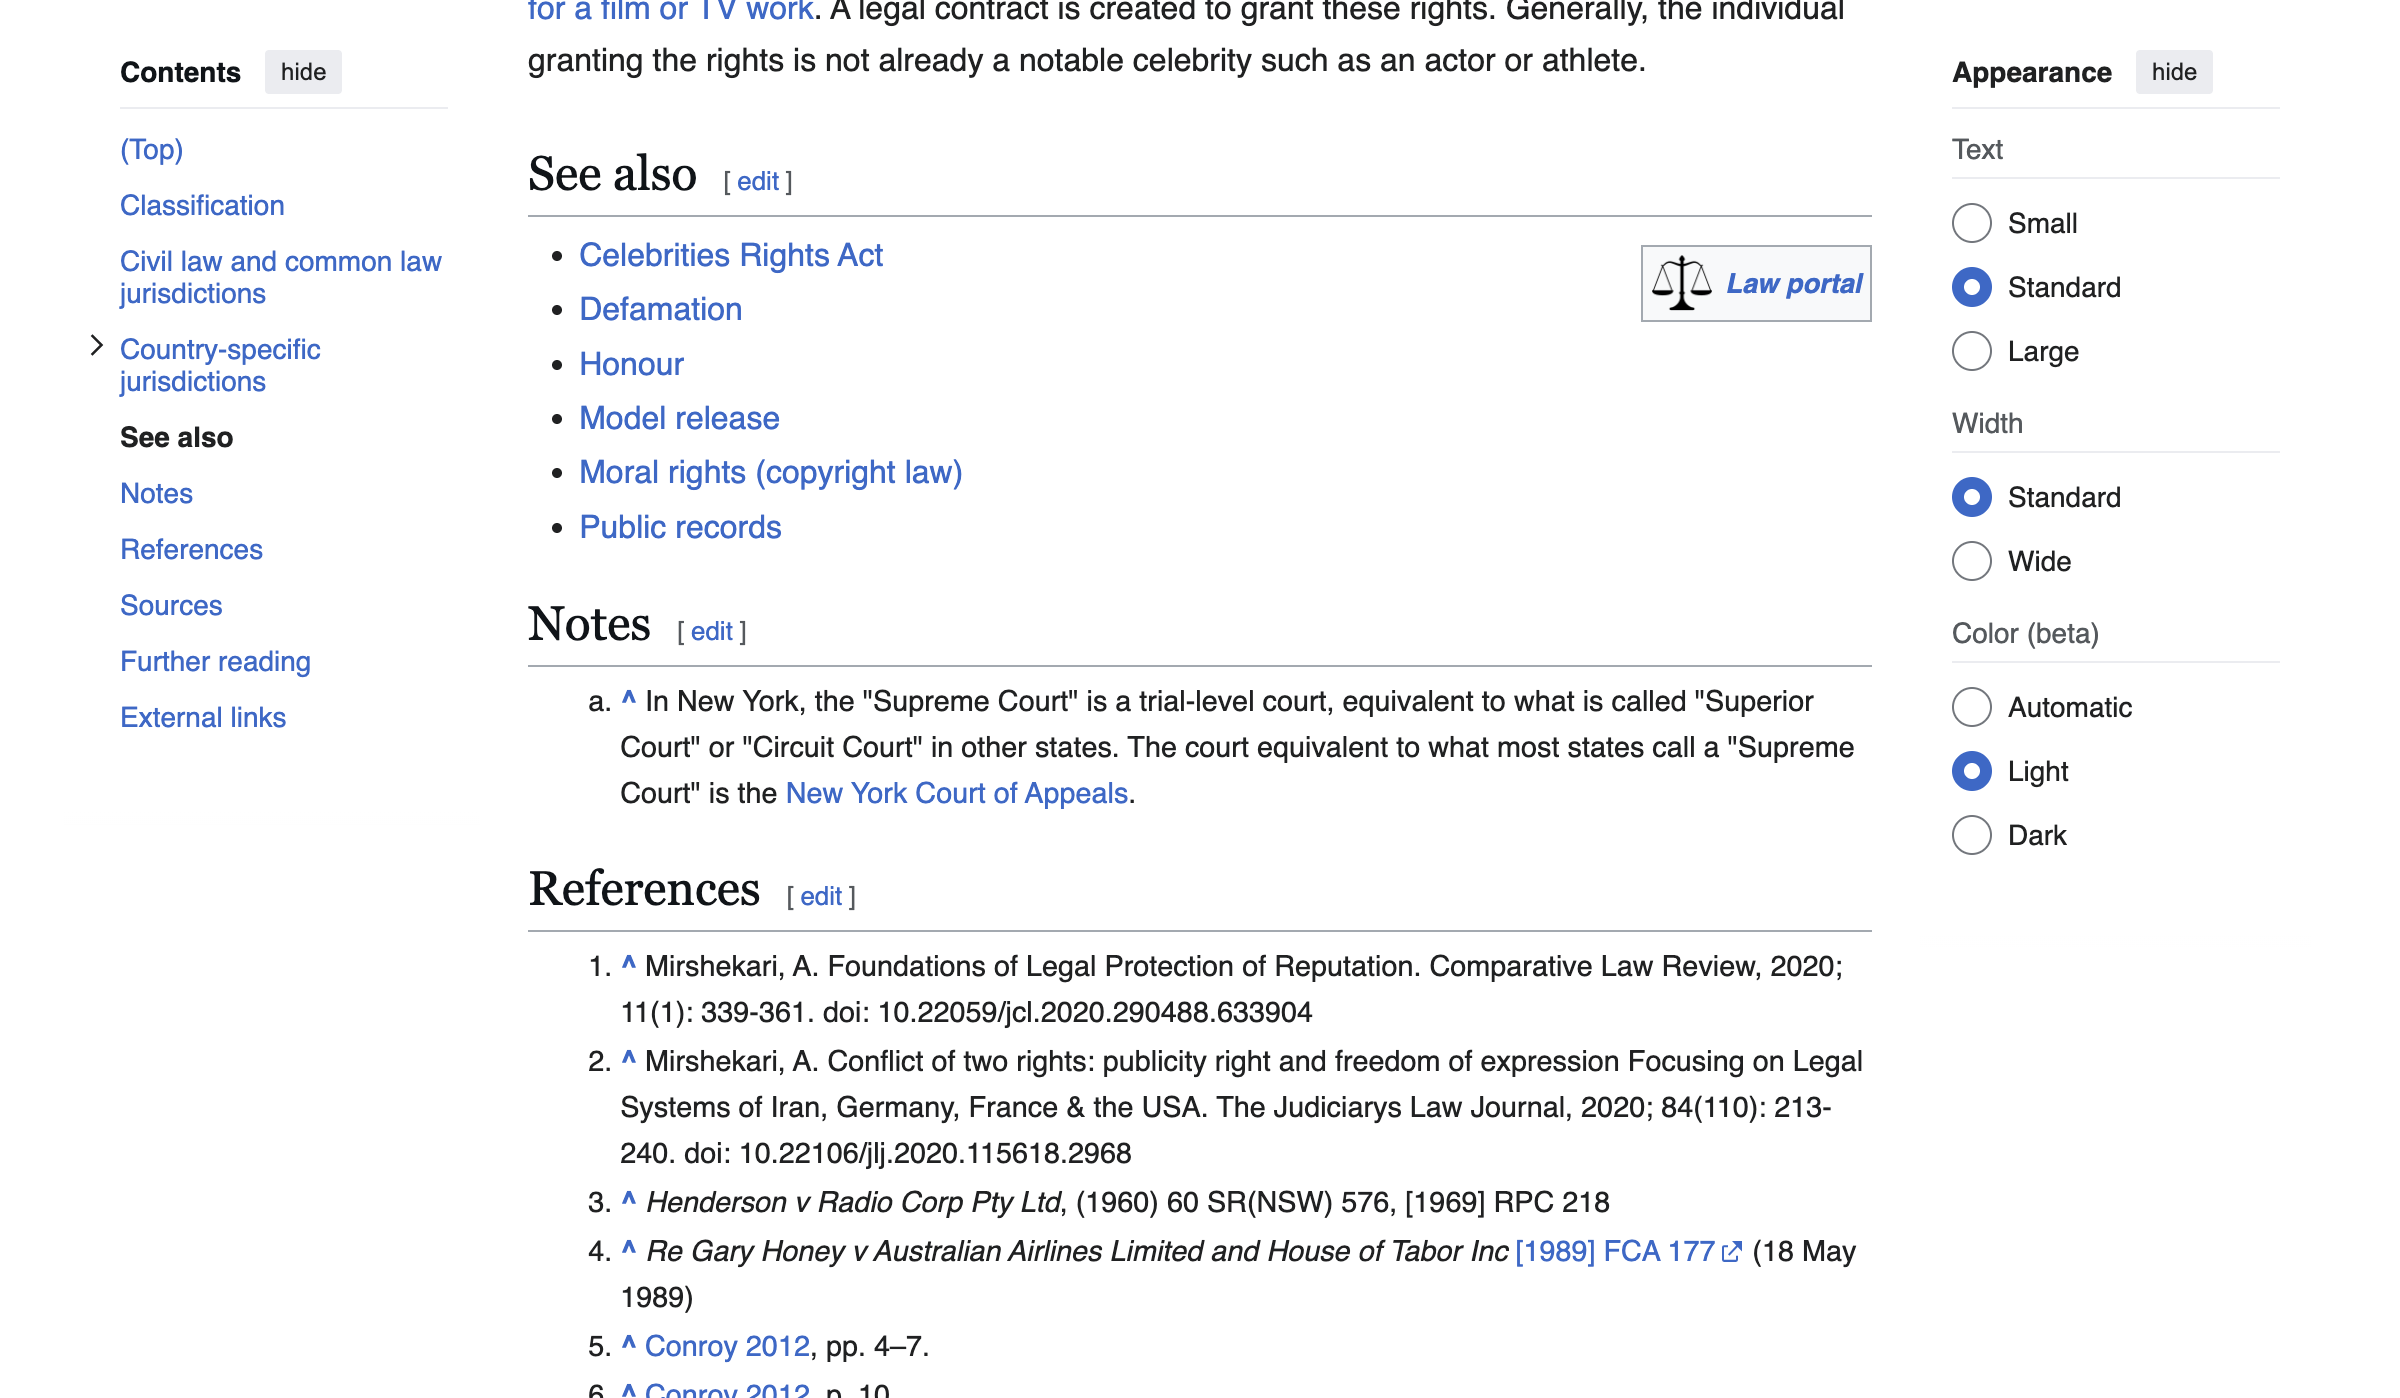 Contents hide
(Top)
Classification
Civil law and common law
jurisdictions
Country-specific
jurisdictions
See also
Notes
References
Sources
Further reading
External links
for a film or TV work. A legal contract is created to grant these rights. Generally, the individual
granting the rights is not already a notable celebrity such as an actor or athlete.
See also [ edit ]
Celebrities Rights Act
Defamation
Honour
Model release
Moral rights (copyright law)
Public records
Law portal
Notes [ edit ]
a. ^ In New York, the "Supreme Court" is a trial-level court, equivalent to what is called "Superior
Court" or "Circuit Court" in other states. The court equivalent to what most states call a "Supreme
Court" is the New York Court of Appeals.
References [ edit ]
1. ^ Mirshekari, A. Foundations of Legal Protection of Reputation. Comparative Law Review, 2020;
11(1): 339-361. doi: 10.22059/jcl.2020.290488.633904
2. ^ Mirshekari, A. Conflict of two rights: publicity right and freedom of expression Focusing on Legal
Systems of Iran, Germany, France & the USA. The Judiciarys Law Journal, 2020; 84(110): 213-
240. doi: 10.22106/jlj.2020.115618.2968
3. ^ Henderson v Radio Corp Pty Ltd, (1960) 60 SR(NSW) 576, [1969] RPC 218
4. ^ Re Gary Honey v Australian Airlines Limited and House of Tabor Inc [1989] FCA 177 (18 May
1989)
5. ^ Conroy 2012, pp. 4–7.
6. ^ Conroy 2012, p. 10.
Appearance hide
Text
Small
Standard
Large
Width
Standard
Wide
Color (beta)
Automatic
Light
Dark